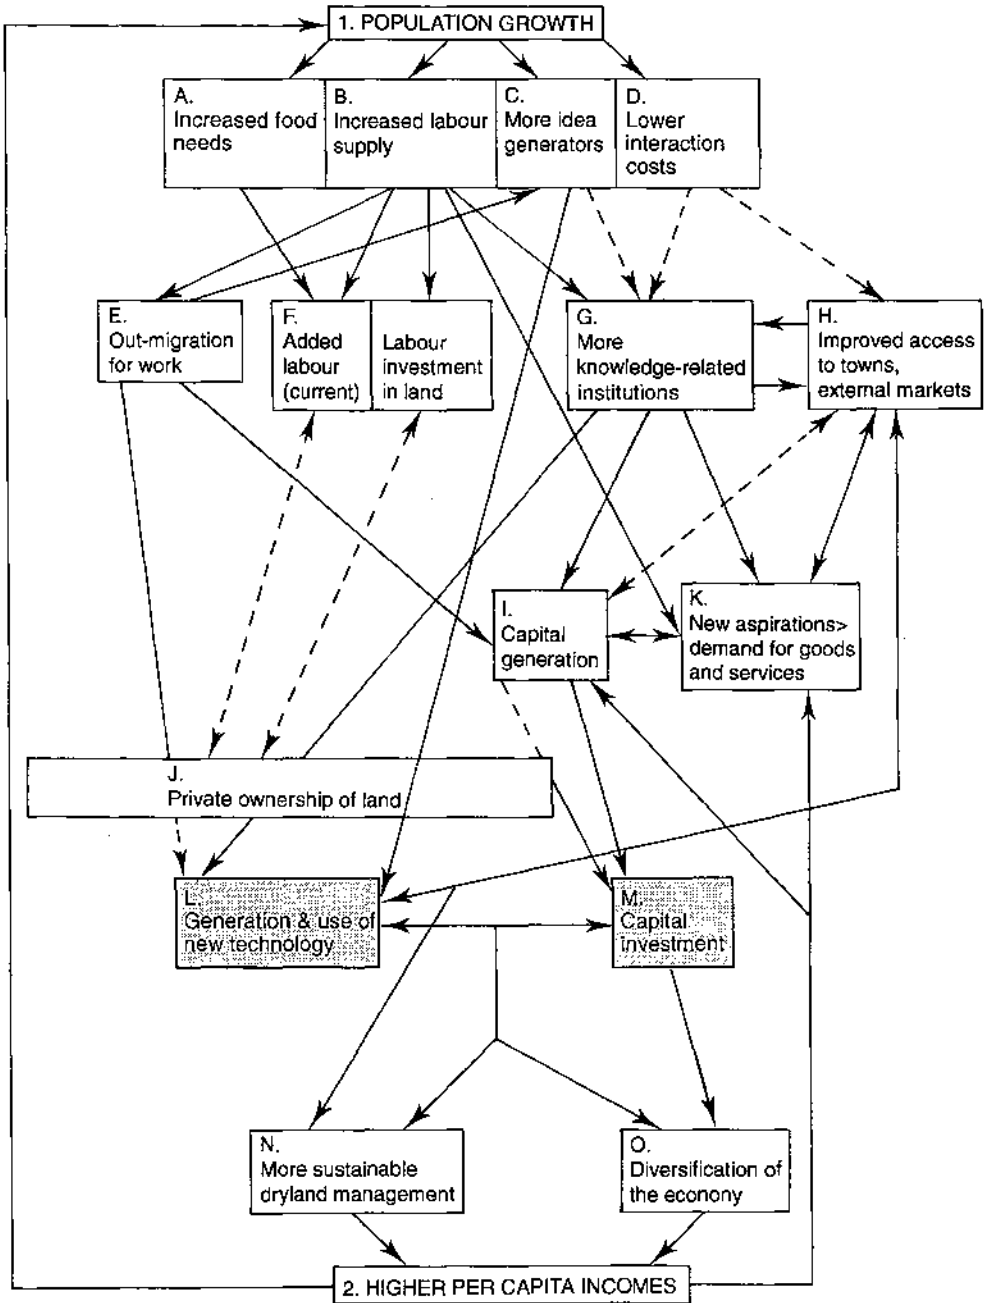 1. POPULATION GROWTH
A.
Increased food
needs
B.
Increased labour
supply
C.
More idea
generators
D.
Lower
interaction
costs
E.
Out-migration
for work
F.
Added
labour
(current)
Labour
investment
in land
G.
More
knowledge-related
institutions
H.
Improved access
to towns,
external markets
I.
Capital
generation
K.
New aspirations>
demand for goods
and services
J.
Private ownership of land
L.
Generation & use of
new technology
M.
Capital
investment
N.
More sustainable
dryland management
O.
Diversification of
the economy
2. HIGHER PER CAPITA INCOMES